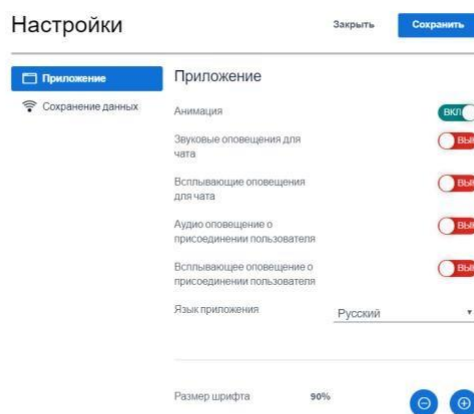 Настройки
Закрыть
Сохранить
Приложение
Сохранение данных
Приложение
Анимация
ВКЛ
Звуковые оповещения для
чата
Всплывающие оповещения
для чата
Аудио оповещение о
присоединении пользователя
Всплывающее оповещение о
присоединении пользователя
Язык приложения
Русский
Размер шрифта
90%